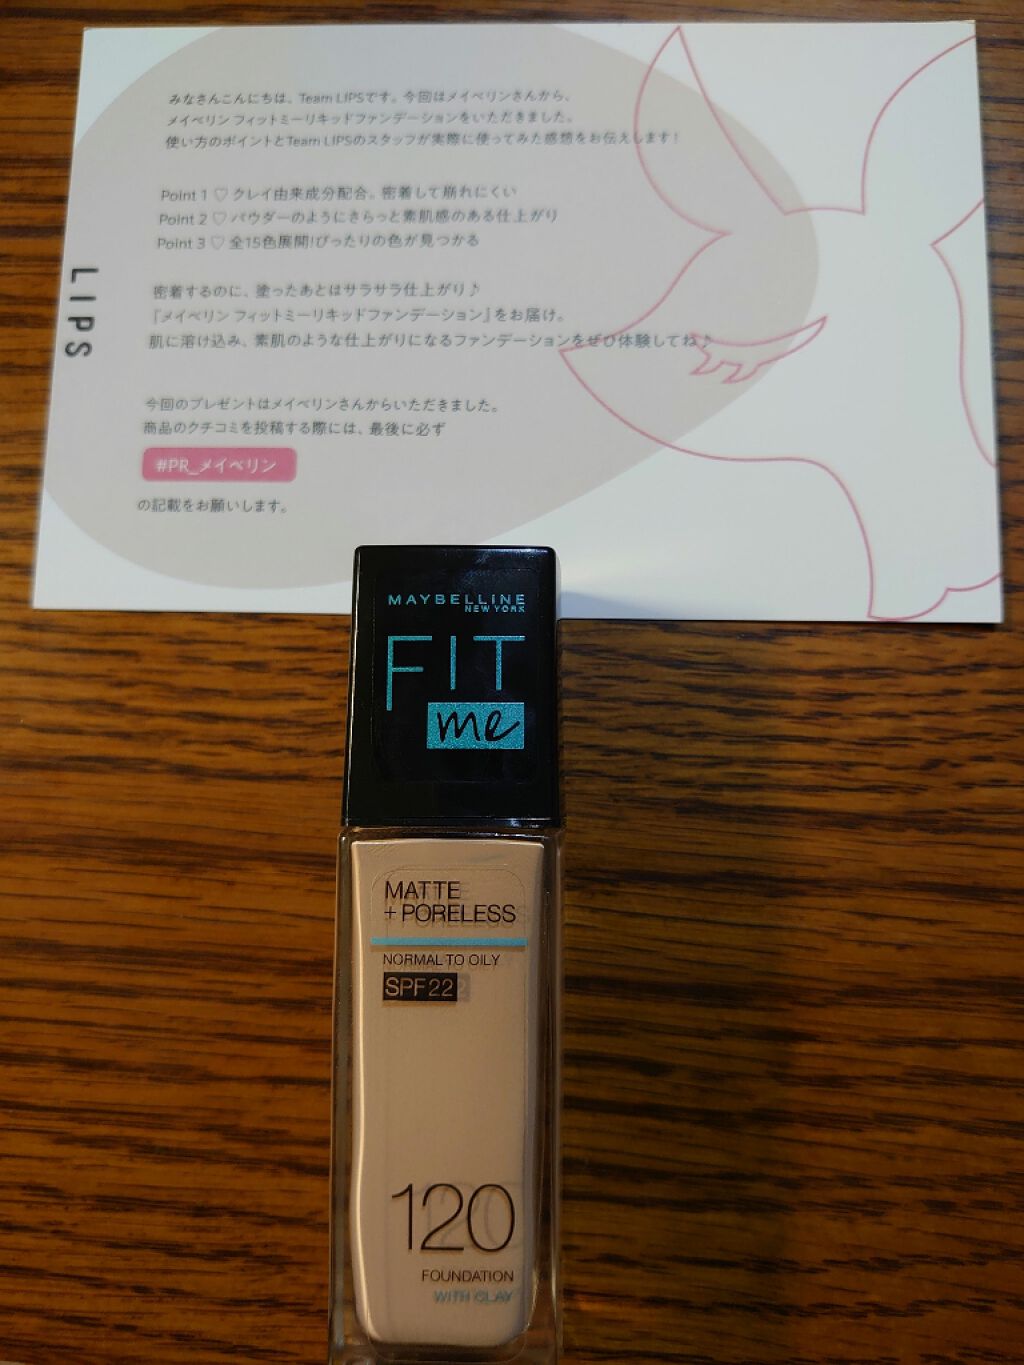 みなさんこんにちは、Team LIPSです。今回はメイベリンさんから、
メイベリン フィットミーリキッドファンデーションをいただきました。
使い方のポイントとTeam LIPSのスタッフが実際に使ってみた感想をお伝えします！
Point 1 ♡ クレイ由来成分配合。密着して崩れにくい
Point 2 ♡ パウダーのようにさらっと素肌感のある仕上がり
Point 3 ♡ 全15色展開!ぴったりの色が見つかる
密着するのに、塗ったあとはサラサラ仕上がり♪
『メイベリン フィットミーリキッドファンデーション』をお届け。
肌に溶け込み、素肌のような仕上がりになるファンデーションをぜひ体験してね♪
今回のプレゼントはメイベリンさんからいただきました。
商品のクチコミを投稿する際には、最後に必ず
#PR_メイベリン
の記載をお願いします。
LIPS
MAYBELLINE
NEW YORK
FIT
me
MATTE
+ PORELESS
NORMAL TO OILY
SPF 22
120
FOUNDATION
WITH CLAY